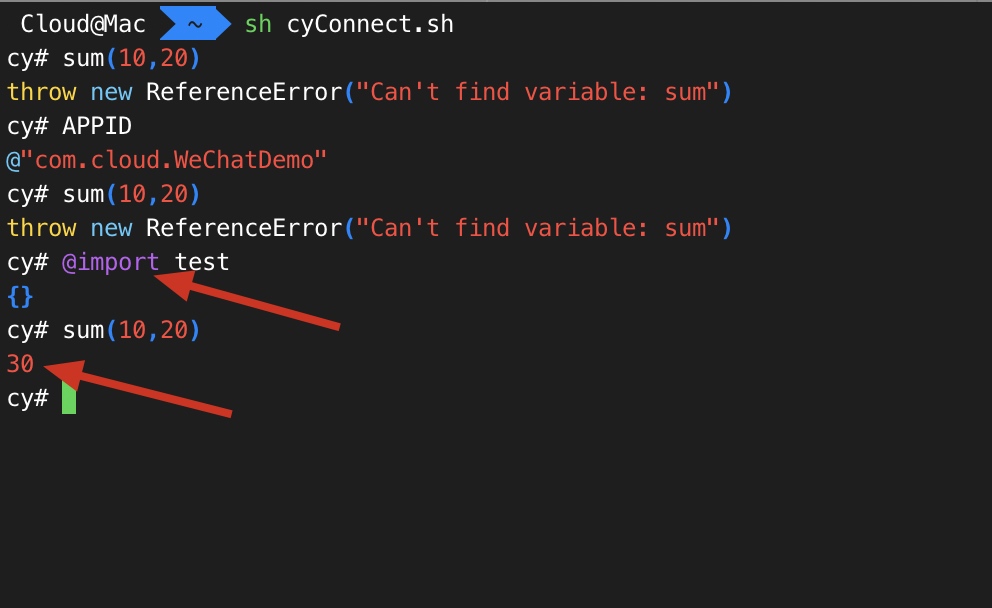 Cloud@Mac ~ sh cyConnect.sh
cy# sum(10,20)
throw new ReferenceError("Can't find variable: sum")
cy# APPID
@"com.cloud.WeChatDemo"
cy# sum(10,20)
throw new ReferenceError("Can't find variable: sum")
cy# @import test
{}
cy# sum(10,20)
30
cy#